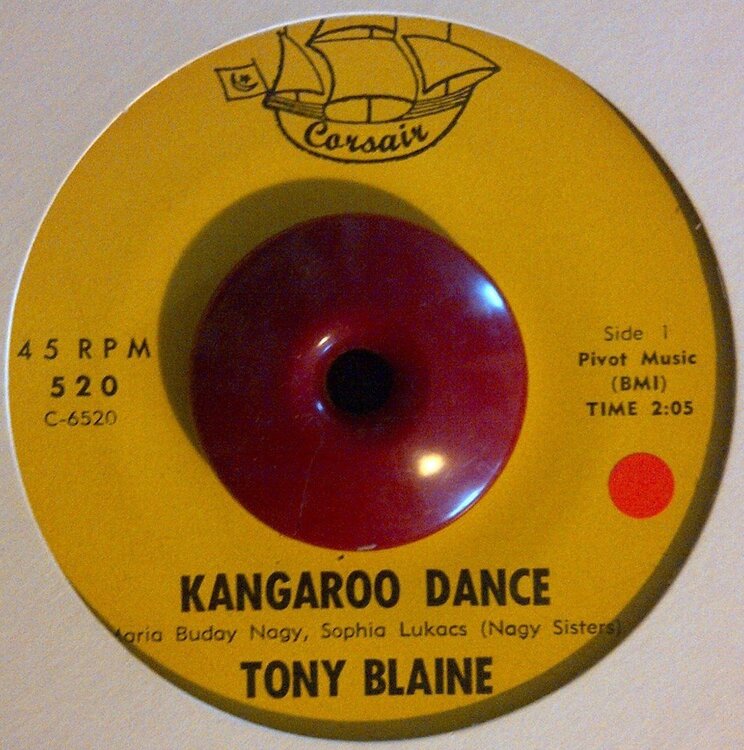 Corsair
45 RPM
520
C-6520
Side 1
Pivot Music
(BMI)
TIME 2:05
KANGAROO DANCE
Maria Buday Nagy, Sophia Lukacs (Nagy Sisters)
TONY BLAINE